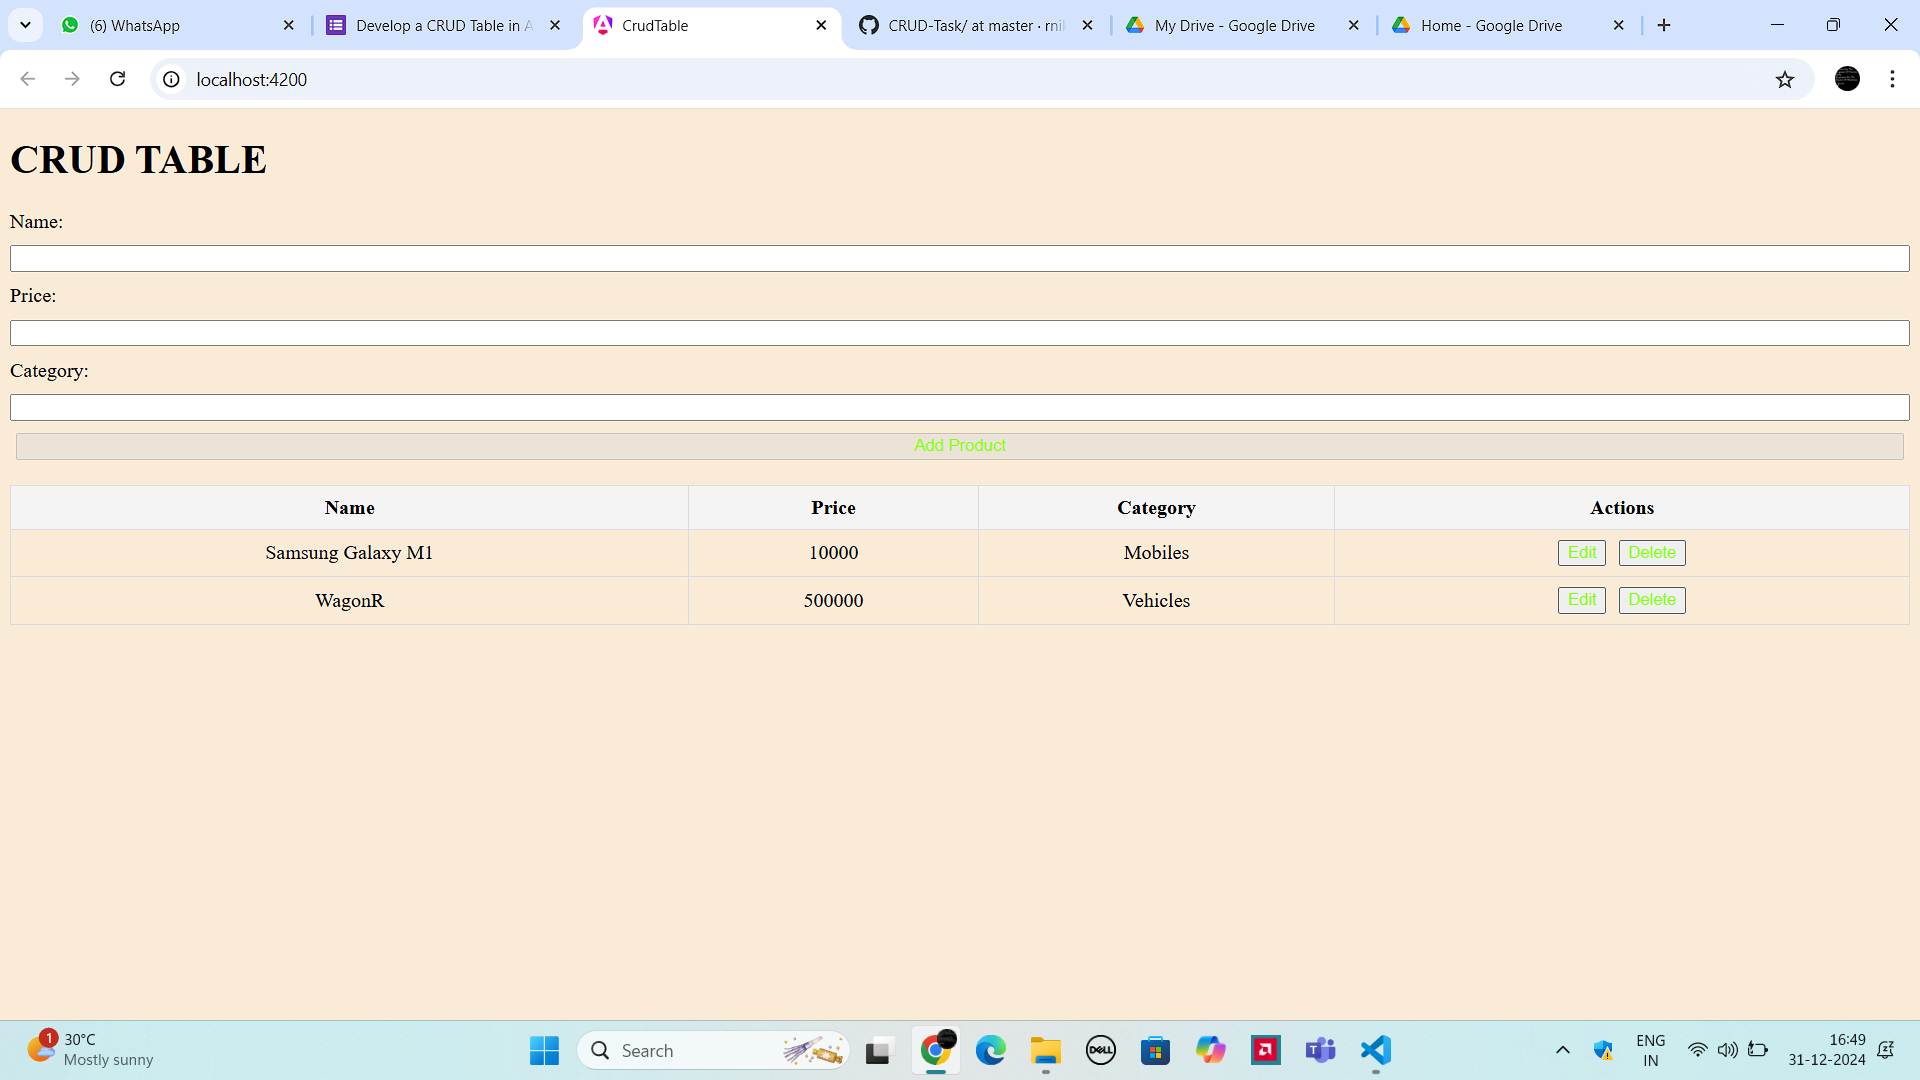 (6) WhatsApp
Develop a CRUD Table in A
CrudTable
CRUD-Task/ at master · rnik
My Drive - Google Drive
Home - Google Drive
localhost:4200
CRUD TABLE
Name:
Price:
Category:
Add Product
Name Price Category Actions
Samsung Galaxy M1 10000 Mobiles Edit Delete
WagonR 500000 Vehicles Edit Delete
1
30°C
Mostly sunny
Search
DELL
ENG
IN
16:49
31-12-2024